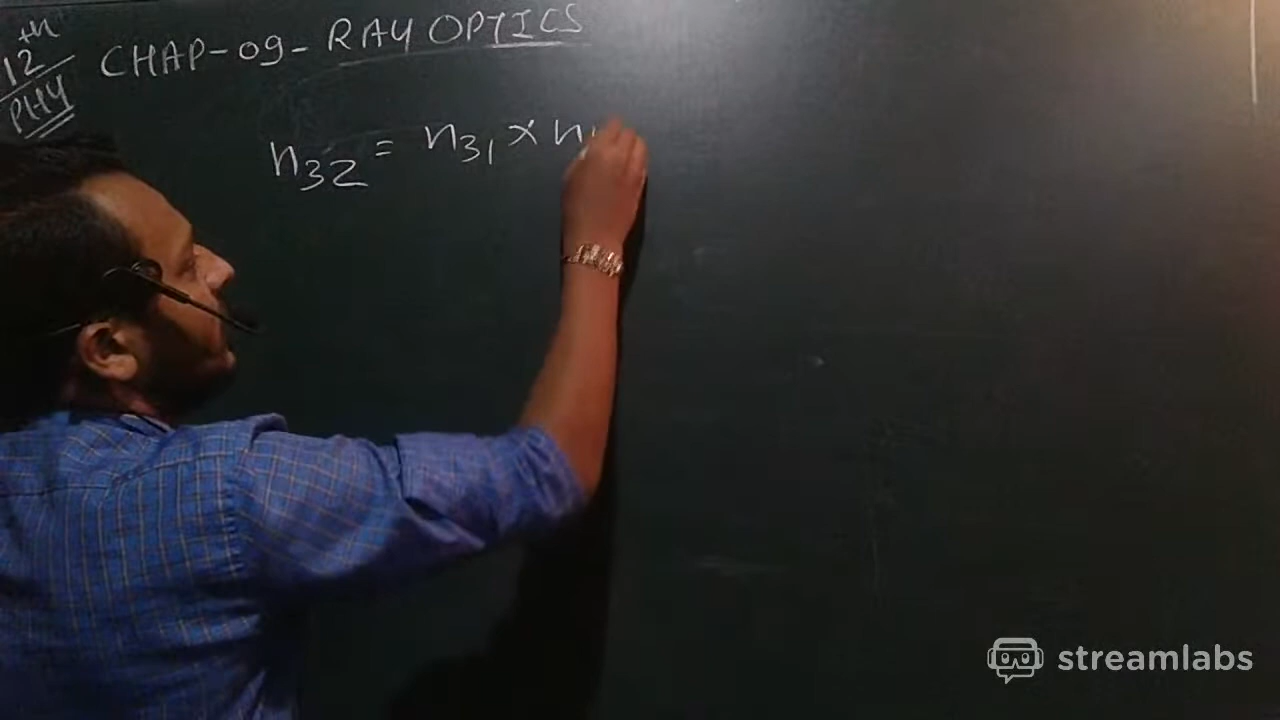 12th
PHY
CHAP-09- RAY OPTICS
n32 = n31 × n
streamlabs